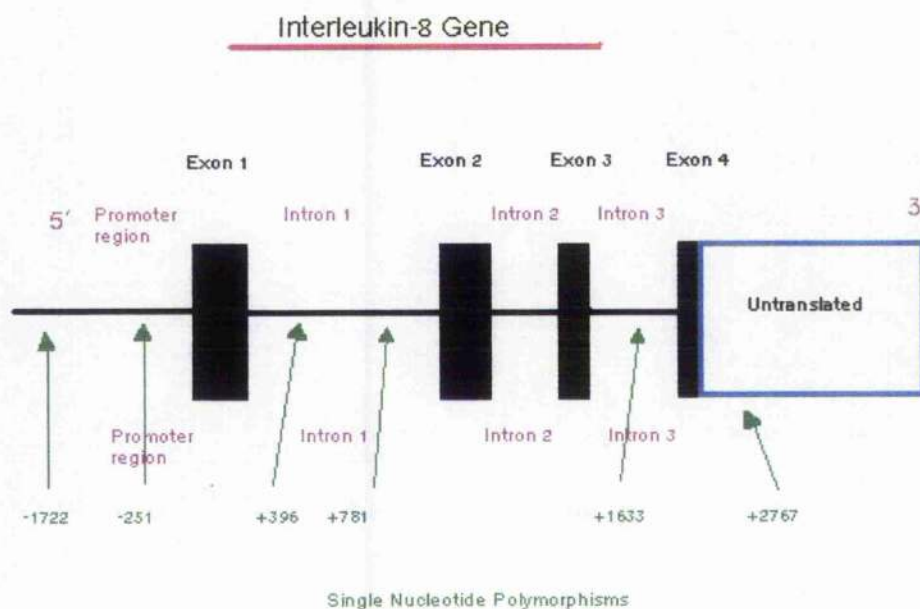 Interleukin-8 Gene
Exon 1
Exon 2
Exon 3
Exon 4
5′
Promoter
region
Intron 1
Intron 2
Intron 3
3
Untranslated
Promoter
region
Intron 1
Intron 2
Intron 3
-1722
-251
+396
+781
+1633
+2767
Single Nucleotide Polymorphisms